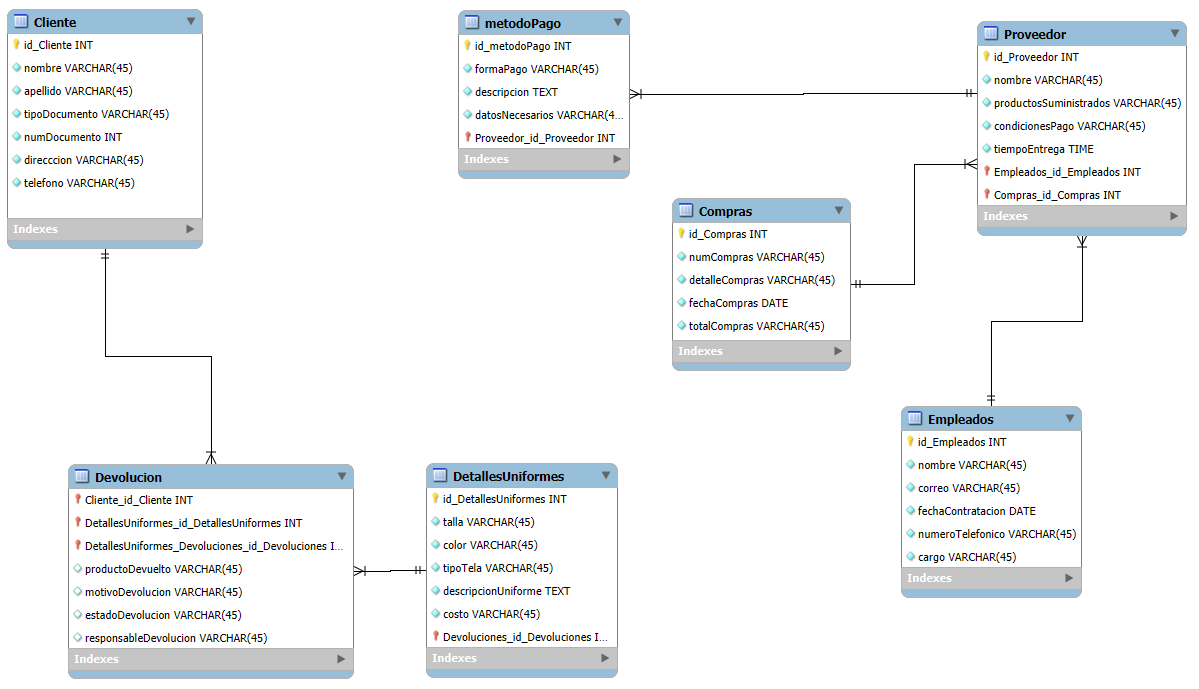 Cliente
id_Cliente INT
nombre VARCHAR(45)
apellido VARCHAR(45)
tipoDocumento VARCHAR(45)
numDocumento INT
direcccion VARCHAR(45)
telefono VARCHAR(45)
Indexes
metodoPago
id_metodoPago INT
formaPago VARCHAR(45)
descripcion TEXT
datosNecesarios VARCHAR(4...
Proveedor_id_Proveedor INT
Indexes
Proveedor
id_Proveedor INT
nombre VARCHAR(45)
productosSuministrados VARCHAR(45)
condicionesPago VARCHAR(45)
tiempoEntrega TIME
Empleados_id_Empleados INT
Compras_id_Compras INT
Indexes
Compras
id_Compras INT
numCompras VARCHAR(45)
detalleCompras VARCHAR(45)
fechaCompras DATE
totalCompras VARCHAR(45)
Indexes
Empleados
id_Empleados INT
nombre VARCHAR(45)
correo VARCHAR(45)
fechaContratacion DATE
numeroTelefonico VARCHAR(45)
cargo VARCHAR(45)
Indexes
Devolucion
Cliente_id_Cliente INT
DetallesUniformes_id_DetallesUniformes INT
DetallesUniformes_Devoluciones_id_Devoluciones I...
productoDevuelto VARCHAR(45)
motivoDevolucion VARCHAR(45)
estadoDevolucion VARCHAR(45)
responsableDevolucion VARCHAR(45)
Indexes
DetallesUniformes
id_DetallesUniformes INT
talla VARCHAR(45)
color VARCHAR(45)
tipoTela VARCHAR(45)
descripcionUniforme TEXT
costo VARCHAR(45)
Devoluciones_id_Devoluciones I...
Indexes